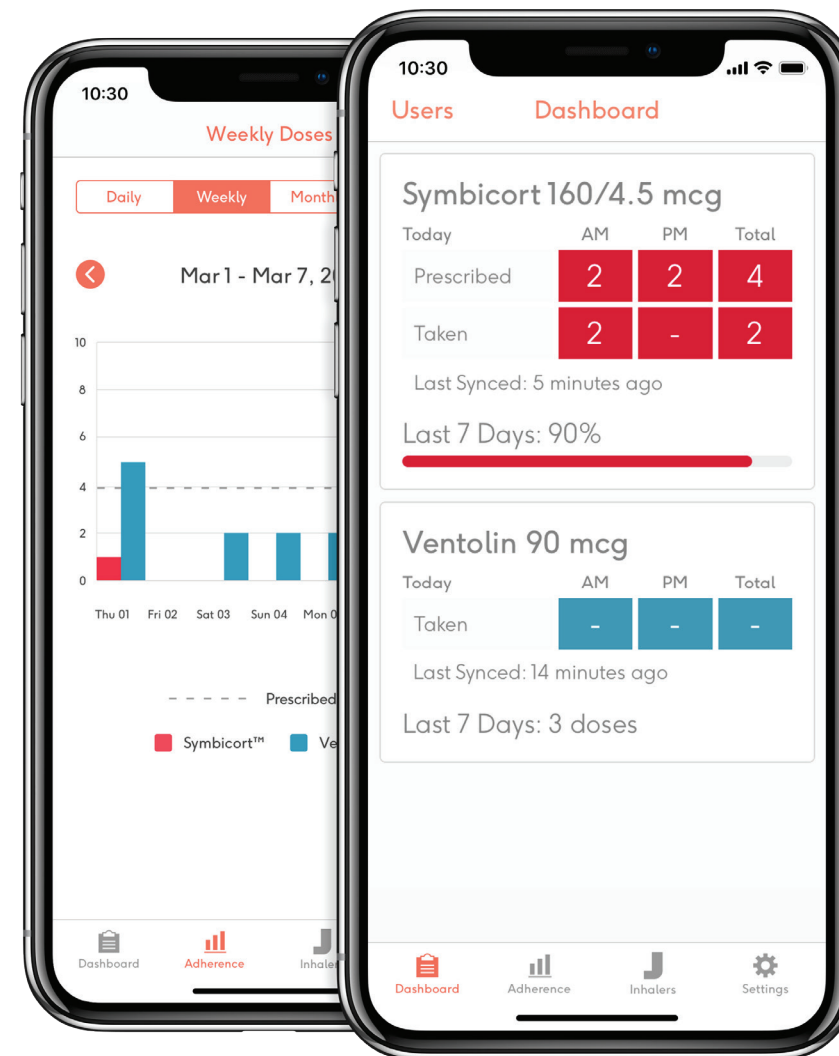 10:30
Weekly Doses
Daily Weekly Month
Mar 1 - Mar 7, 2
10
8
6
4
2
0
Thu 01 Fri 02 Sat 03 Sun 04 Mon 0
Prescribed
Symbicort™ Ve
Dashboard Adherence Inhaler
10:30
Users Dashboard
Symbicort 160/4.5 mcg
Today AM PM Total
Prescribed 2 2 4
Taken 2 - 2
Last Synced: 5 minutes ago
Last 7 Days: 90%
Ventolin 90 mcg
Today AM PM Total
Taken - - -
Last Synced: 14 minutes ago
Last 7 Days: 3 doses
Dashboard Adherence Inhalers Settings